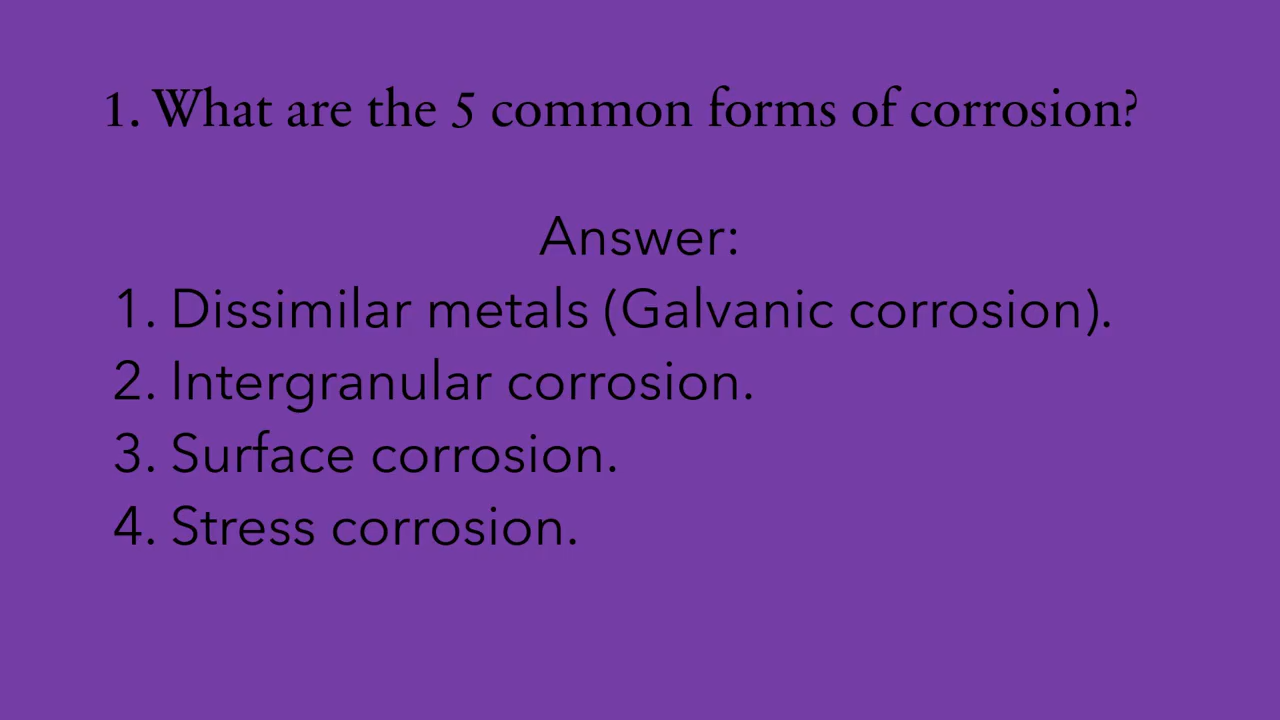 1. What are the 5 common forms of corrosion?
Answer:
1. Dissimilar metals (Galvanic corrosion).
2. Intergranular corrosion.
3. Surface corrosion.
4. Stress corrosion.